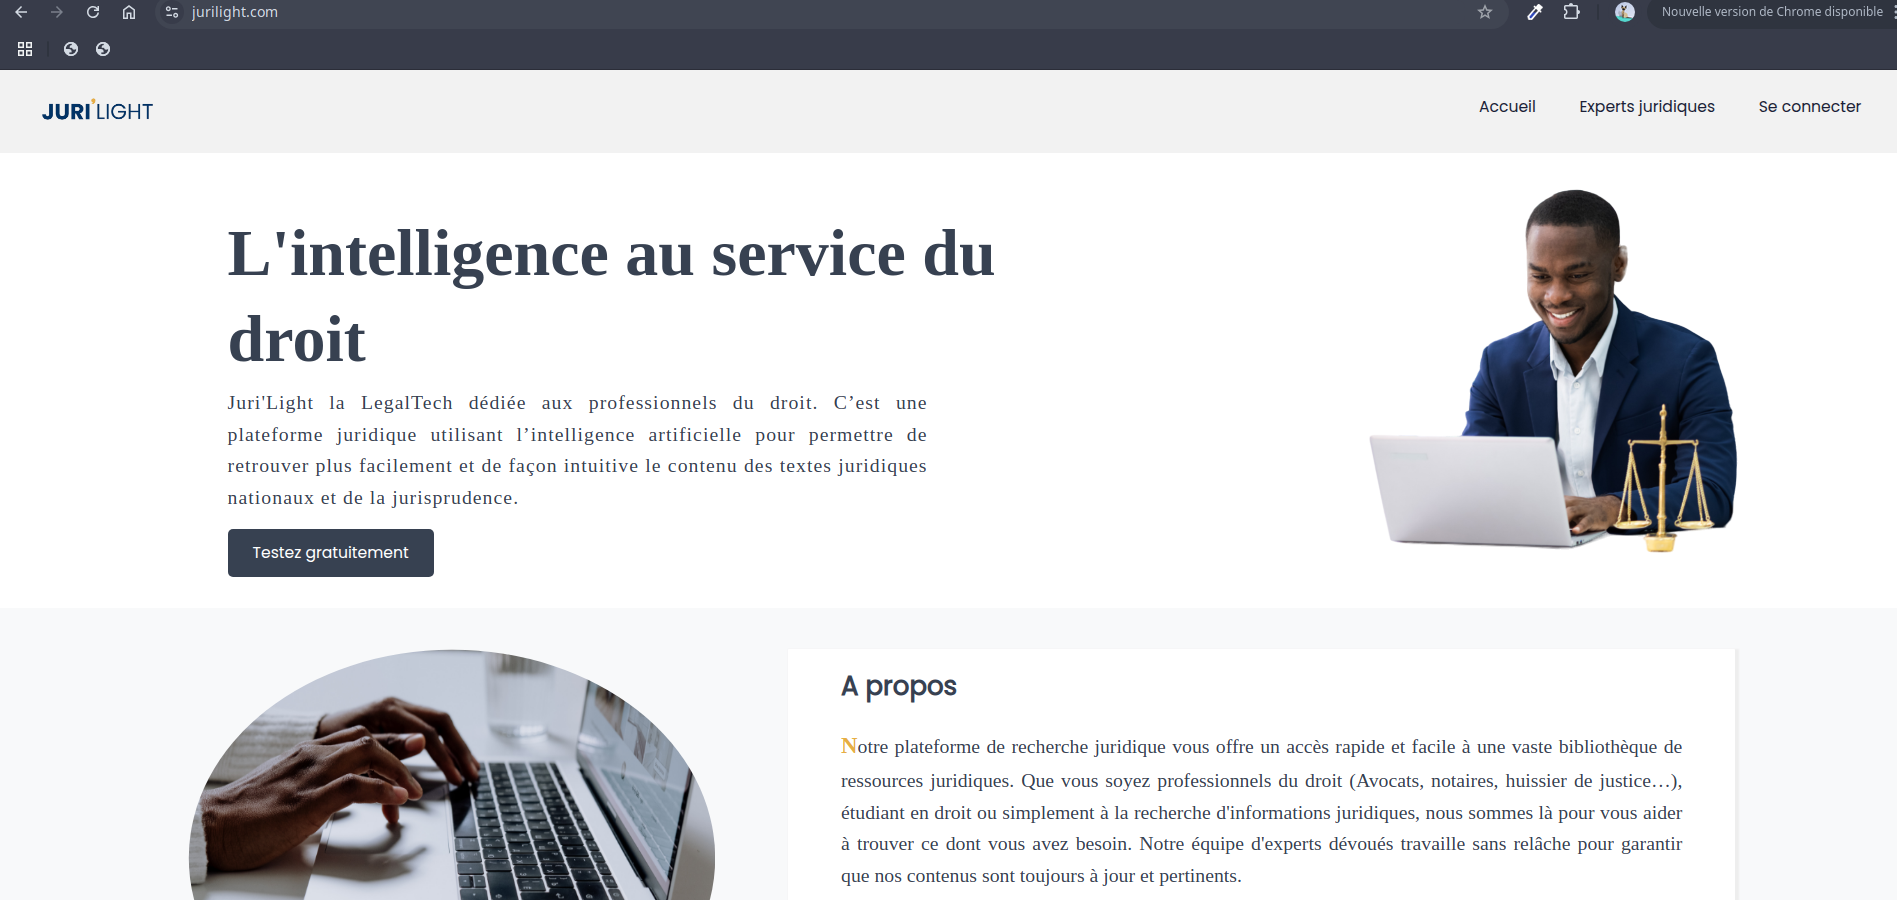 jurilight.com
Nouvelle version de Chrome disponible
JURI'LIGHT
Accueil
Experts juridiques
Se connecter
L'intelligence au service du
droit
Juri'Light la LegalTech dédiée aux professionnels du droit. C’est une
plateforme juridique utilisant l’intelligence artificielle pour permettre de
retrouver plus facilement et de façon intuitive le contenu des textes juridiques
nationaux et de la jurisprudence.
Testez gratuitement
A propos
Notre plateforme de recherche juridique vous offre un accès rapide et facile à une vaste bibliothèque de
ressources juridiques. Que vous soyez professionnels du droit (Avocats, notaires, huissier de justice…),
étudiant en droit ou simplement à la recherche d'informations juridiques, nous sommes là pour vous aider
à trouver ce dont vous avez besoin. Notre équipe d'experts dévoués travaille sans relâche pour garantir
que nos contenus sont toujours à jour et pertinents.